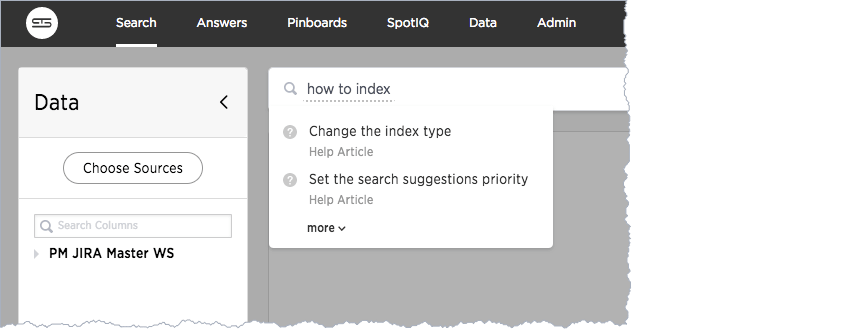 Search Answers Pinboards SpotIQ Data Admin
Data
Choose Sources
Search Columns
PM JIRA Master WS
how to index
Change the index type
Help Article
Set the search suggestions priority
Help Article
more